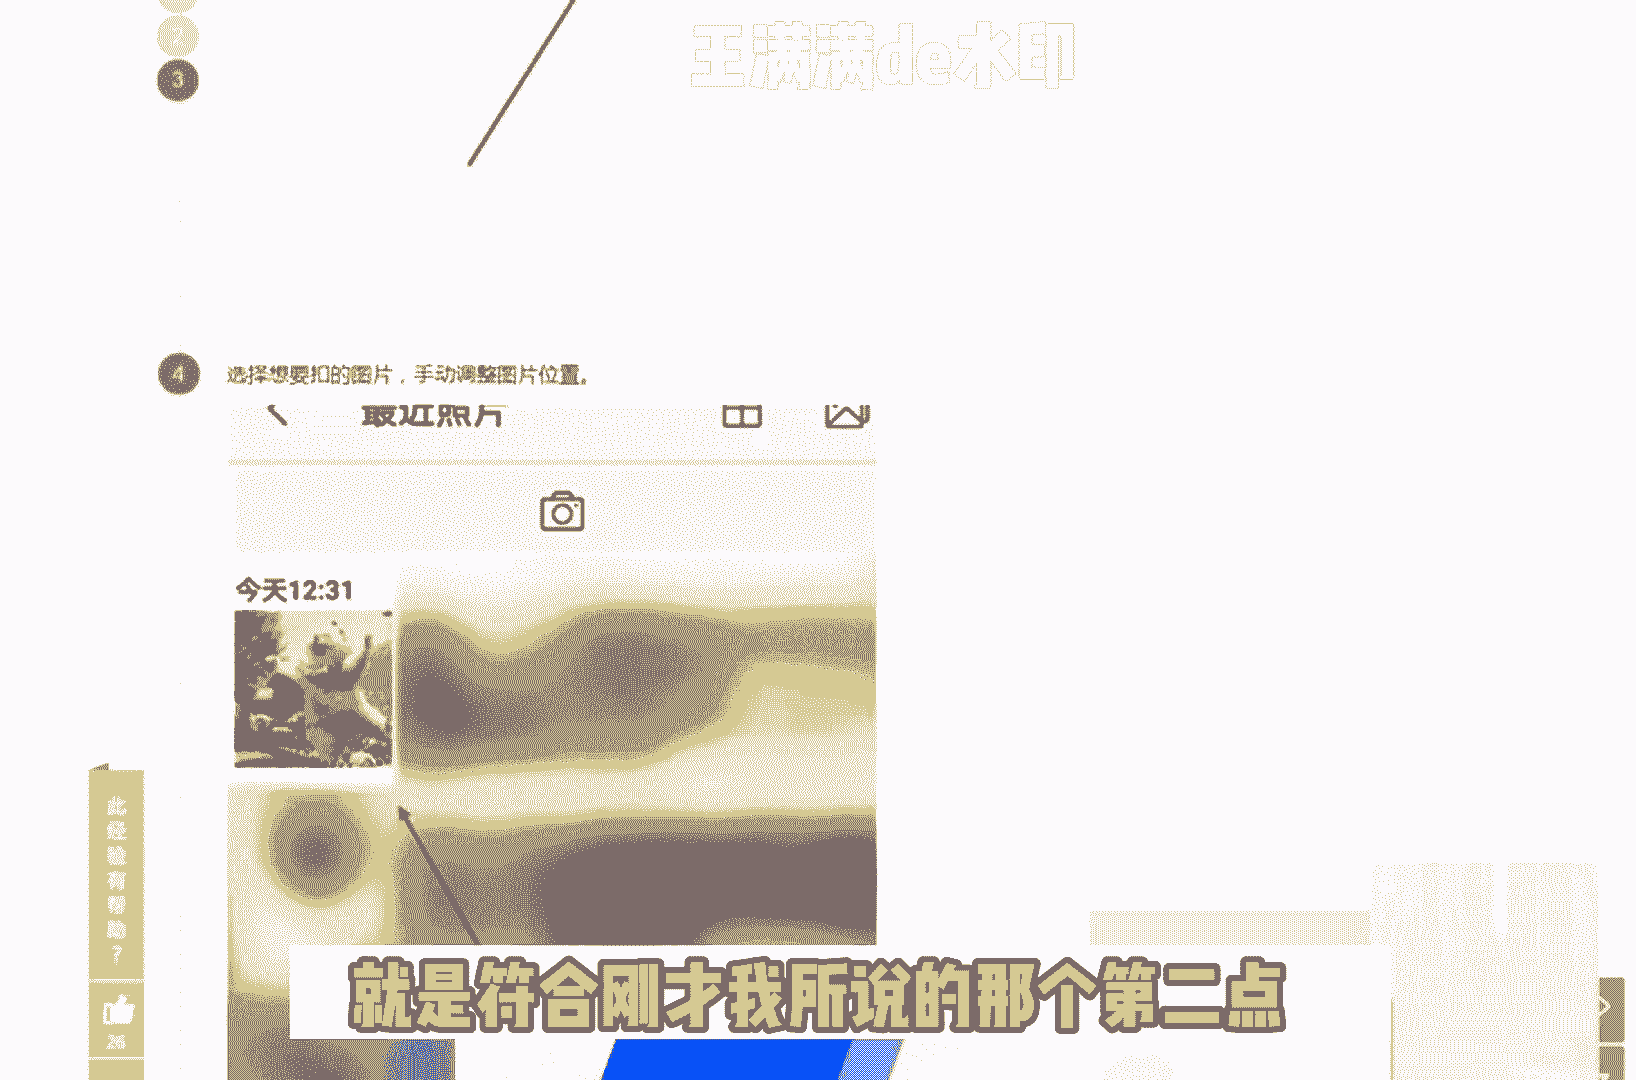 2
王满满de水印
3
4
选择想要扣的图片，手动调整图片位置。
最近照片
今天12:31
此经验有帮助？
26
就是符合刚才我所说的那个第二点